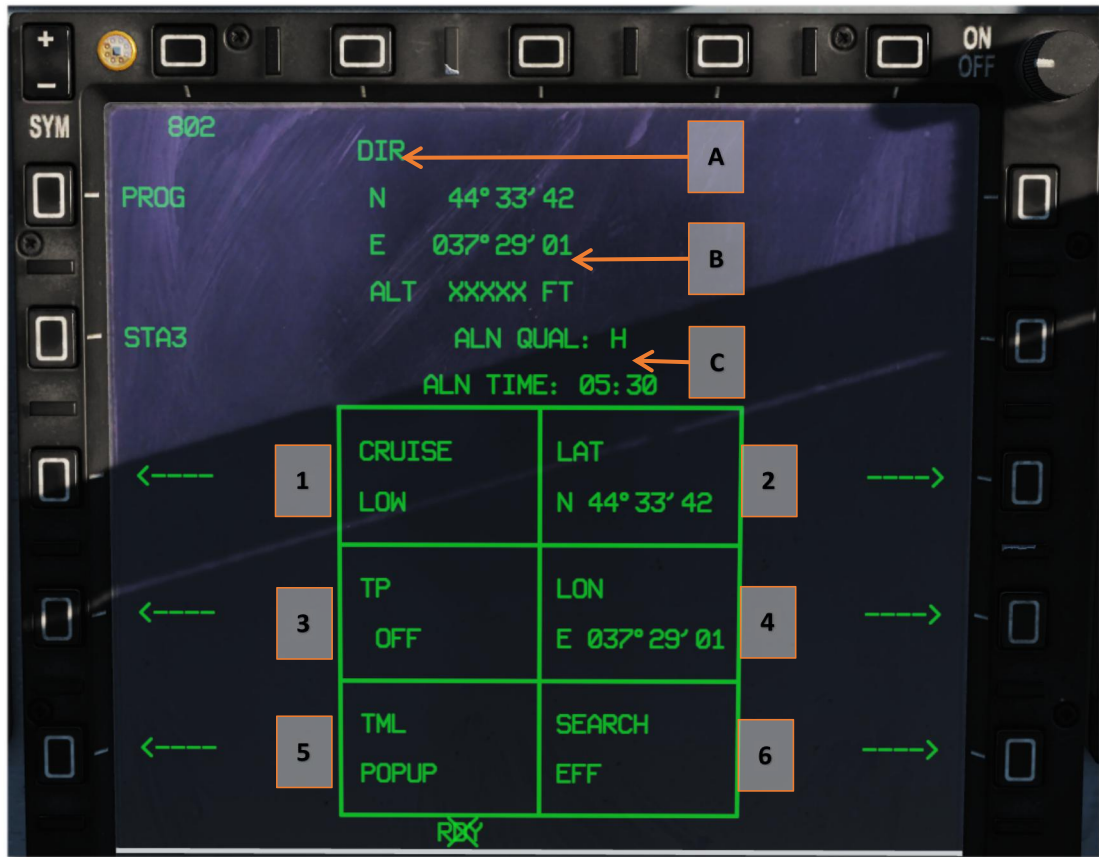 +
-
SYM
ON
OFF
802
DIR
A
PROG
N 44°33′42
E 037°29′01
B
ALT XXXXX FT
STA3
ALN QUAL: H
C
ALN TIME: 05:30
1
CRUISE
LOW
LAT
N 44°33′42
2
<----
---->
3
TP
OFF
LON
E 037°29′01
4
<----
---->
5
TML
POPUP
SEARCH
EFF
6
<----
---->
RDY